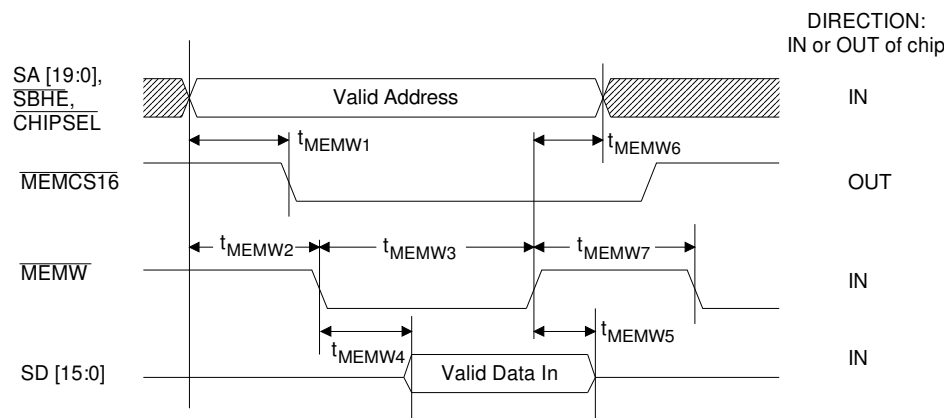 DIRECTION:
IN or OUT of chip
SA [19:0],
SBHE,
CHIPSEL
Valid Address
IN
tMEMW1
tMEMW6
MEMCS16
OUT
tMEMW2
tMEMW3
tMEMW7
MEMW
IN
tMEMW4
tMEMW5
SD [15:0]
Valid Data In
IN